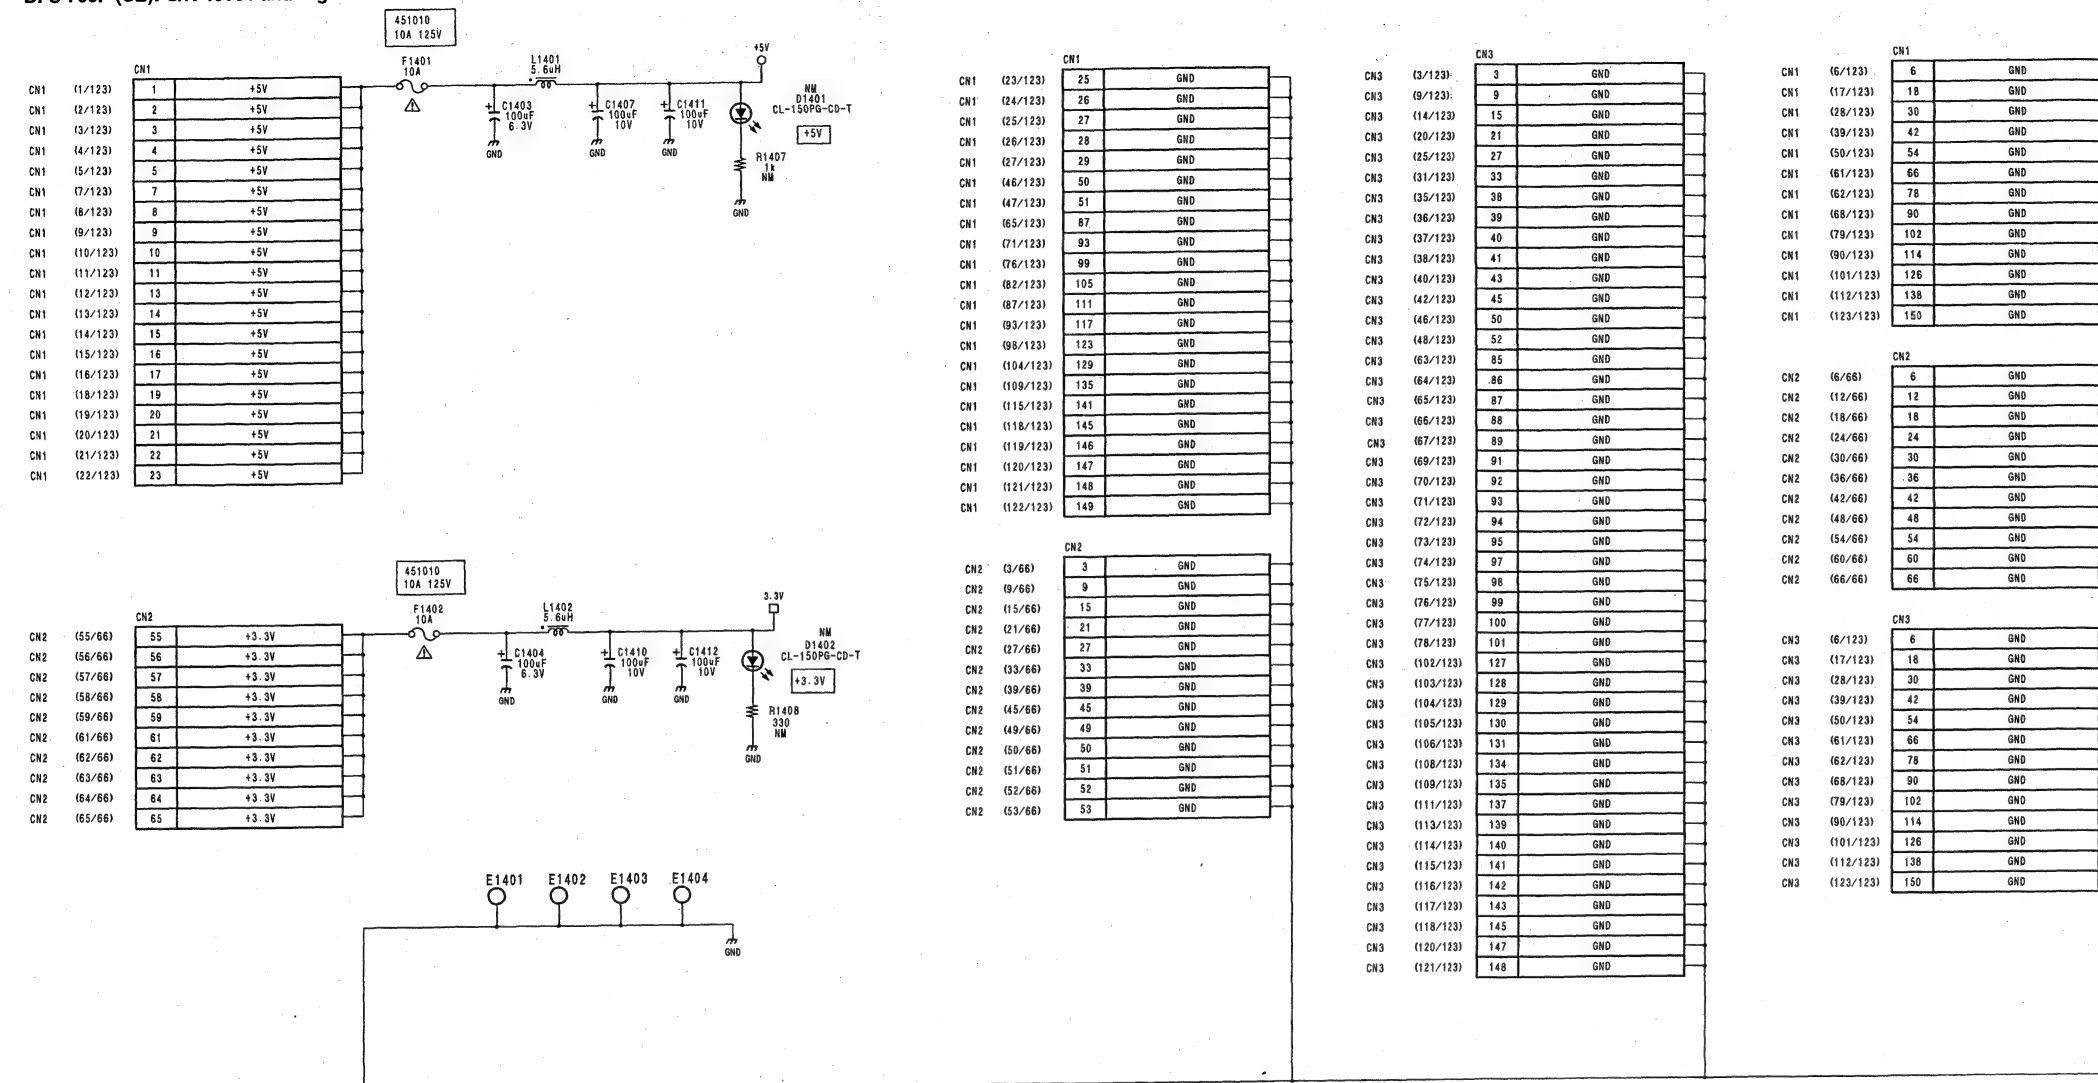 451010
10A 125V
F1401
10A
L1401
5.6uH
+5V
C1403
100uF
6.3V
GND
C1407
100uF
10V
GND
C1411
100uF
10V
GND
NM
D1401
CL-150PG-CD-T
+5V
R1407
1k
NM
GND
CN1
CN1 (1/123) 1 +5V
CN1 (2/123) 2 +5V
CN1 (3/123) 3 +5V
CN1 (4/123) 4 +5V
CN1 (5/123) 5 +5V
CN1 (7/123) 7 +5V
CN1 (8/123) 8 +5V
CN1 (9/123) 9 +5V
CN1 (10/123) 10 +5V
CN1 (11/123) 11 +5V
CN1 (12/123) 13 +5V
CN1 (13/123) 14 +5V
CN1 (14/123) 15 +5V
CN1 (15/123) 16 +5V
CN1 (16/123) 17 +5V
CN1 (18/123) 19 +5V
CN1 (19/123) 20 +5V
CN1 (20/123) 21 +5V
CN1 (21/123) 22 +5V
CN1 (22/123) 23 +5V
451010
10A 125V
F1402
10A
L1402
5.6uH
3.3V
C1404
100uF
6.3V
GND
C1410
100uF
10V
GND
C1412
100uF
10V
GND
NM
D1402
CL-150PG-CD-T
+3.3V
R1408
330
NM
GND
CN2
CN2 (55/66) 55 +3.3V
CN2 (56/66) 56 +3.3V
CN2 (57/66) 57 +3.3V
CN2 (58/66) 58 +3.3V
CN2 (59/66) 59 +3.3V
CN2 (61/66) 61 +3.3V
CN2 (62/66) 62 +3.3V
CN2 (63/66) 63 +3.3V
CN2 (64/66) 64 +3.3V
CN2 (65/66) 65 +3.3V
E1401 E1402 E1403 E1404
GND
CN1
CN1 (23/123) 25 GND
CN1 (24/123) 26 GND
CN1 (25/123) 27 GND
CN1 (26/123) 28 GND
CN1 (27/123) 29 GND
CN1 (46/123) 50 GND
CN1 (47/123) 51 GND
CN1 (65/123) 87 GND
CN1 (71/123) 93 GND
CN1 (76/123) 99 GND
CN1 (82/123) 105 GND
CN1 (87/123) 111 GND
CN1 (93/123) 117 GND
CN1 (98/123) 123 GND
CN1 (104/123) 129 GND
CN1 (109/123) 135 GND
CN1 (115/123) 141 GND
CN1 (118/123) 145 GND
CN1 (119/123) 146 GND
CN1 (120/123) 147 GND
CN1 (121/123) 148 GND
CN1 (122/123) 149 GND
CN2
CN2 (3/66) 3 GND
CN2 (9/66) 9 GND
CN2 (15/66) 15 GND
CN2 (21/66) 21 GND
CN2 (27/66) 27 GND
CN2 (33/66) 33 GND
CN2 (39/66) 39 GND
CN2 (45/66) 45 GND
CN2 (49/66) 49 GND
CN2 (50/66) 50 GND
CN2 (51/66) 51 GND
CN2 (52/66) 52 GND
CN2 (53/66) 53 GND
CN3
CN3 (3/123) 3 GND
CN3 (9/123) 9 GND
CN3 (14/123) 15 GND
CN3 (20/123) 21 GND
CN3 (25/123) 27 GND
CN3 (31/123) 33 GND
CN3 (35/123) 38 GND
CN3 (36/123) 39 GND
CN3 (37/123) 40 GND
CN3 (38/123) 41 GND
CN3 (40/123) 43 GND
CN3 (42/123) 45 GND
CN3 (46/123) 50 GND
CN3 (48/123) 52 GND
CN3 (63/123) 85 GND
CN3 (64/123) 86 GND
CN3 (65/123) 87 GND
CN3 (66/123) 88 GND
CN3 (67/123) 89 GND
CN3 (69/123) 91 GND
CN3 (70/123) 92 GND
CN3 (71/123) 93 GND
CN3 (72/123) 94 GND
CN3 (73/123) 95 GND
CN3 (74/123) 97 GND
CN3 (75/123) 98 GND
CN3 (76/123) 99 GND
CN3 (77/123) 100 GND
CN3 (78/123) 101 GND
CN3 (102/123) 127 GND
CN3 (103/123) 128 GND
CN3 (104/123) 129 GND
CN3 (105/123) 130 GND
CN3 (106/123) 131 GND
CN3 (108/123) 134 GND
CN3 (109/123) 135 GND
CN3 (111/123) 137 GND
CN3 (113/123) 139 GND
CN3 (114/123) 140 GND
CN3 (115/123) 141 GND
CN3 (116/123) 142 GND
CN3 (117/123) 143 GND
CN3 (118/123) 145 GND
CN3 (120/123) 147 GND
CN3 (121/123) 148 GND
CN1
CN1 (6/123) 6 GND
CN1 (17/123) 18 GND
CN1 (28/123) 30 GND
CN1 (39/123) 42 GND
CN1 (50/123) 54 GND
CN1 (61/123) 66 GND
CN1 (62/123) 78 GND
CN1 (68/123) 90 GND
CN1 (79/123) 102 GND
CN1 (90/123) 114 GND
CN1 (101/123) 126 GND
CN1 (112/123) 138 GND
CN1 (123/123) 150 GND
CN2
CN2 (6/66) 6 GND
CN2 (12/66) 12 GND
CN2 (18/66) 18 GND
CN2 (24/66) 24 GND
CN2 (30/66) 30 GND
CN2 (36/66) 36 GND
CN2 (42/66) 42 GND
CN2 (48/66) 48 GND
CN2 (54/66) 54 GND
CN2 (60/66) 60 GND
CN2 (66/66) 66 GND
CN3
CN3 (6/123) 6 GND
CN3 (17/123) 18 GND
CN3 (28/123) 30 GND
CN3 (39/123) 42 GND
CN3 (50/123) 54 GND
CN3 (61/123) 66 GND
CN3 (62/123) 78 GND
CN3 (68/123) 90 GND
CN3 (79/123) 102 GND
CN3 (90/123) 114 GND
CN3 (101/123) 126 GND
CN3 (112/123) 138 GND
CN3 (123/123) 150 GND